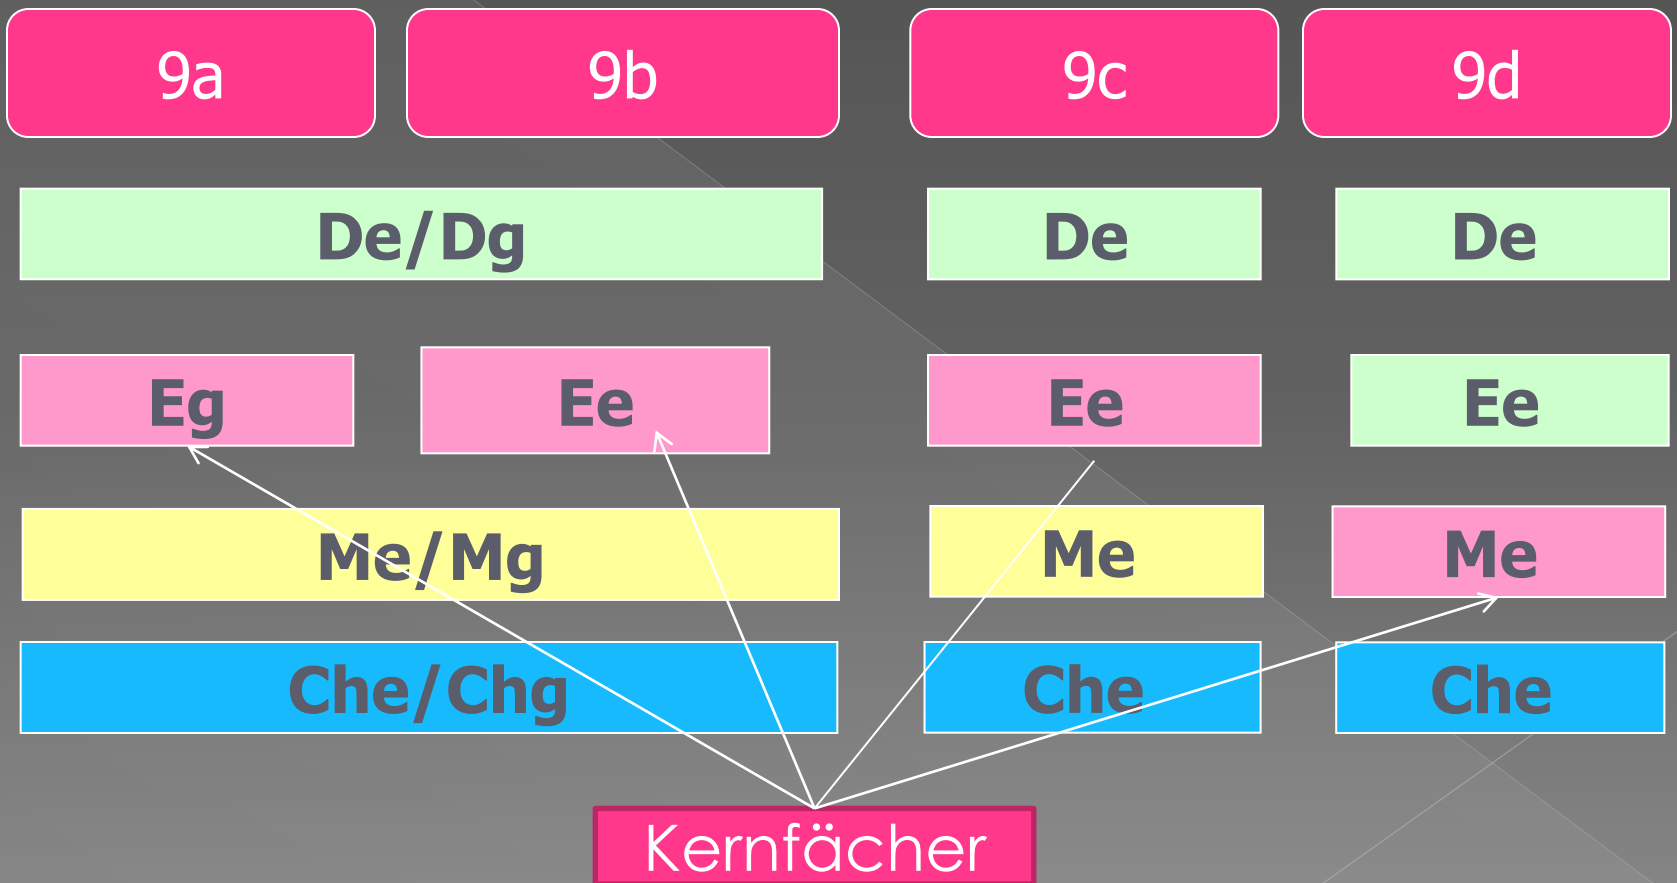 9a 9b 9c 9d
De/Dg De De
Eg Ee Ee Ee
Me/Mg Me Me
Che/Chg Che Che
Kernfächer